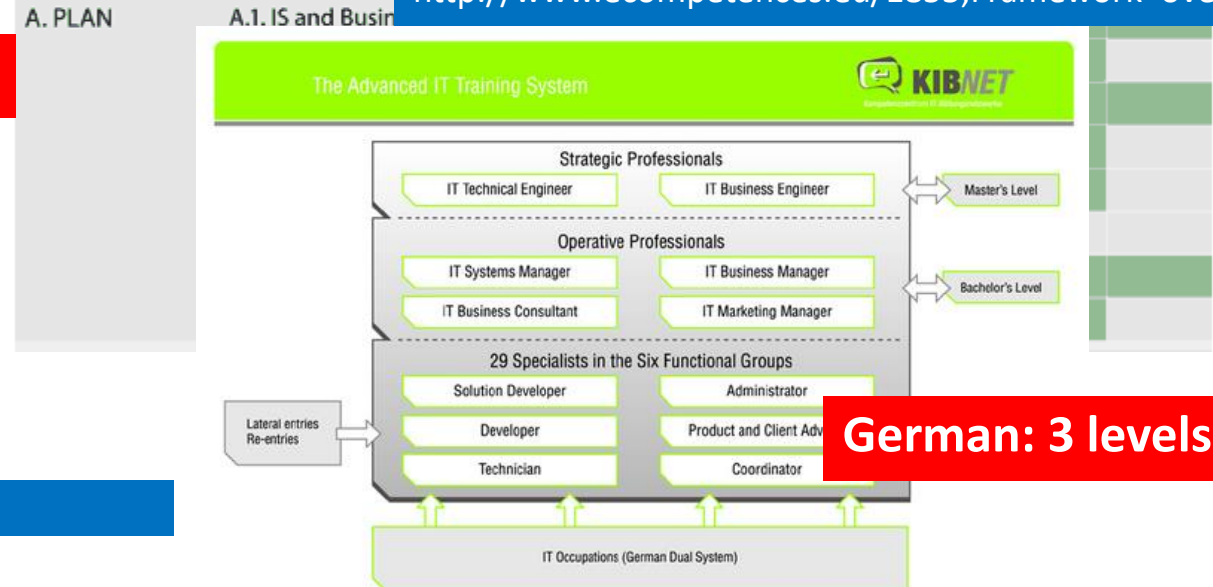 A. PLAN
A.1. IS and Busin
The Advanced IT Training System
KIBNET
Strategic Professionals
IT Technical Engineer
IT Business Engineer
Master's Level
Operative Professionals
IT Systems Manager
IT Business Manager
IT Business Consultant
IT Marketing Manager
Bachelor's Level
29 Specialists in the Six Functional Groups
Solution Developer
Administrator
Lateral entries
Re-entries
Developer
Product and Client Adv
Technician
Coordinator
German: 3 levels
IT Occupations (German Dual System)